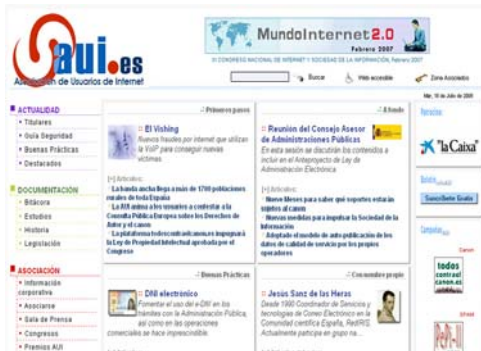 aui.es
Asociación de Usuarios de Internet
MundoInternet 2.0
Febrero 2007
XI CONGRESO NACIONAL DE INTERNET Y SOCIEDAD DE LA INFORMACIÓN, Febrero 2007
Buscar
Web accesible
Zona Asociados
ACTUALIDAD
Titulares
Guía Seguridad
Buenas Prácticas
Destacados
DOCUMENTACIÓN
Bitácora
Estudios
Historia
Legislación
ASOCIACIÓN
Información
corporativa
Asociarse
Sala de Prensa
Congresos
Premios AUI
Primeros pasos
El Vishing
Nuevos fraudes por internet que utilizan
la VoIP para conseguir nuevas
víctimas.
[+] Artículos:
La banda ancha llega a más de 1700 poblaciones
rurales de toda España
La AUI anima a los usuarios a contestar a la
Consulta Pública Europea sobre los Derechos de
Autor y el canon
La plataforma todoscontraelcanon.es impugnará
la Ley de Propiedad Intelectual aprobada por el
Congreso
Buenas Prácticas
DNI electrónico
Fomentar el uso del e-DNI en los
trámites con la Administración Pública,
así como en las operaciones
comerciales se hace imprescindible.
A fondo
Reunion del Consejo Asesor
de Administraciones Públicas
En esta sesión se discutirán los contenidos a
incluir en el Anteproyecto de Ley de
Administración Electrónica.
[+] Artículos:
Nueve Meses para saber qué soportes estarán
sujetos al canon
Nuevas medidas para impulsar la Sociedad de la
Información
Adoptado el modelo de auto-publicación de los
datos de calidad de servicio por los propios
operadores
Con nombre propio
Jesús Sanz de las Heras
Desde 1990 Coordinador de Servicios y
tecnologías de Correo Electrónico en la
Comunidad científica Española, RedIRIS.
Actualmente participa en grupo na...
Patrocina:
"la Caixa"
Boletín
Suscribete Gratis
Campañas
Canon
todos
contra el
canon.es